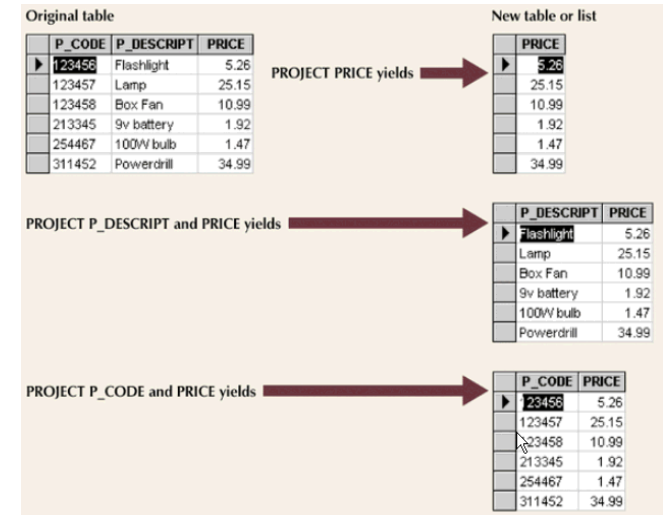 Original table
P_CODE P_DESCRIPT PRICE
123456 Flashlight 5.26
123457 Lamp 25.15
123458 Box Fan 10.99
213345 9v battery 1.92
254467 100W bulb 1.47
311452 Powerdrill 34.99
PROJECT PRICE yields
New table or list
PRICE
5.26
25.15
10.99
1.92
1.47
34.99
PROJECT P_DESCRIPT and PRICE yields
P_DESCRIPT PRICE
Flashlight 5.26
Lamp 25.15
Box Fan 10.99
9v battery 1.92
100W bulb 1.47
Powerdrill 34.99
PROJECT P_CODE and PRICE yields
P_CODE PRICE
123456 5.26
123457 25.15
123458 10.99
213345 1.92
254467 1.47
311452 34.99